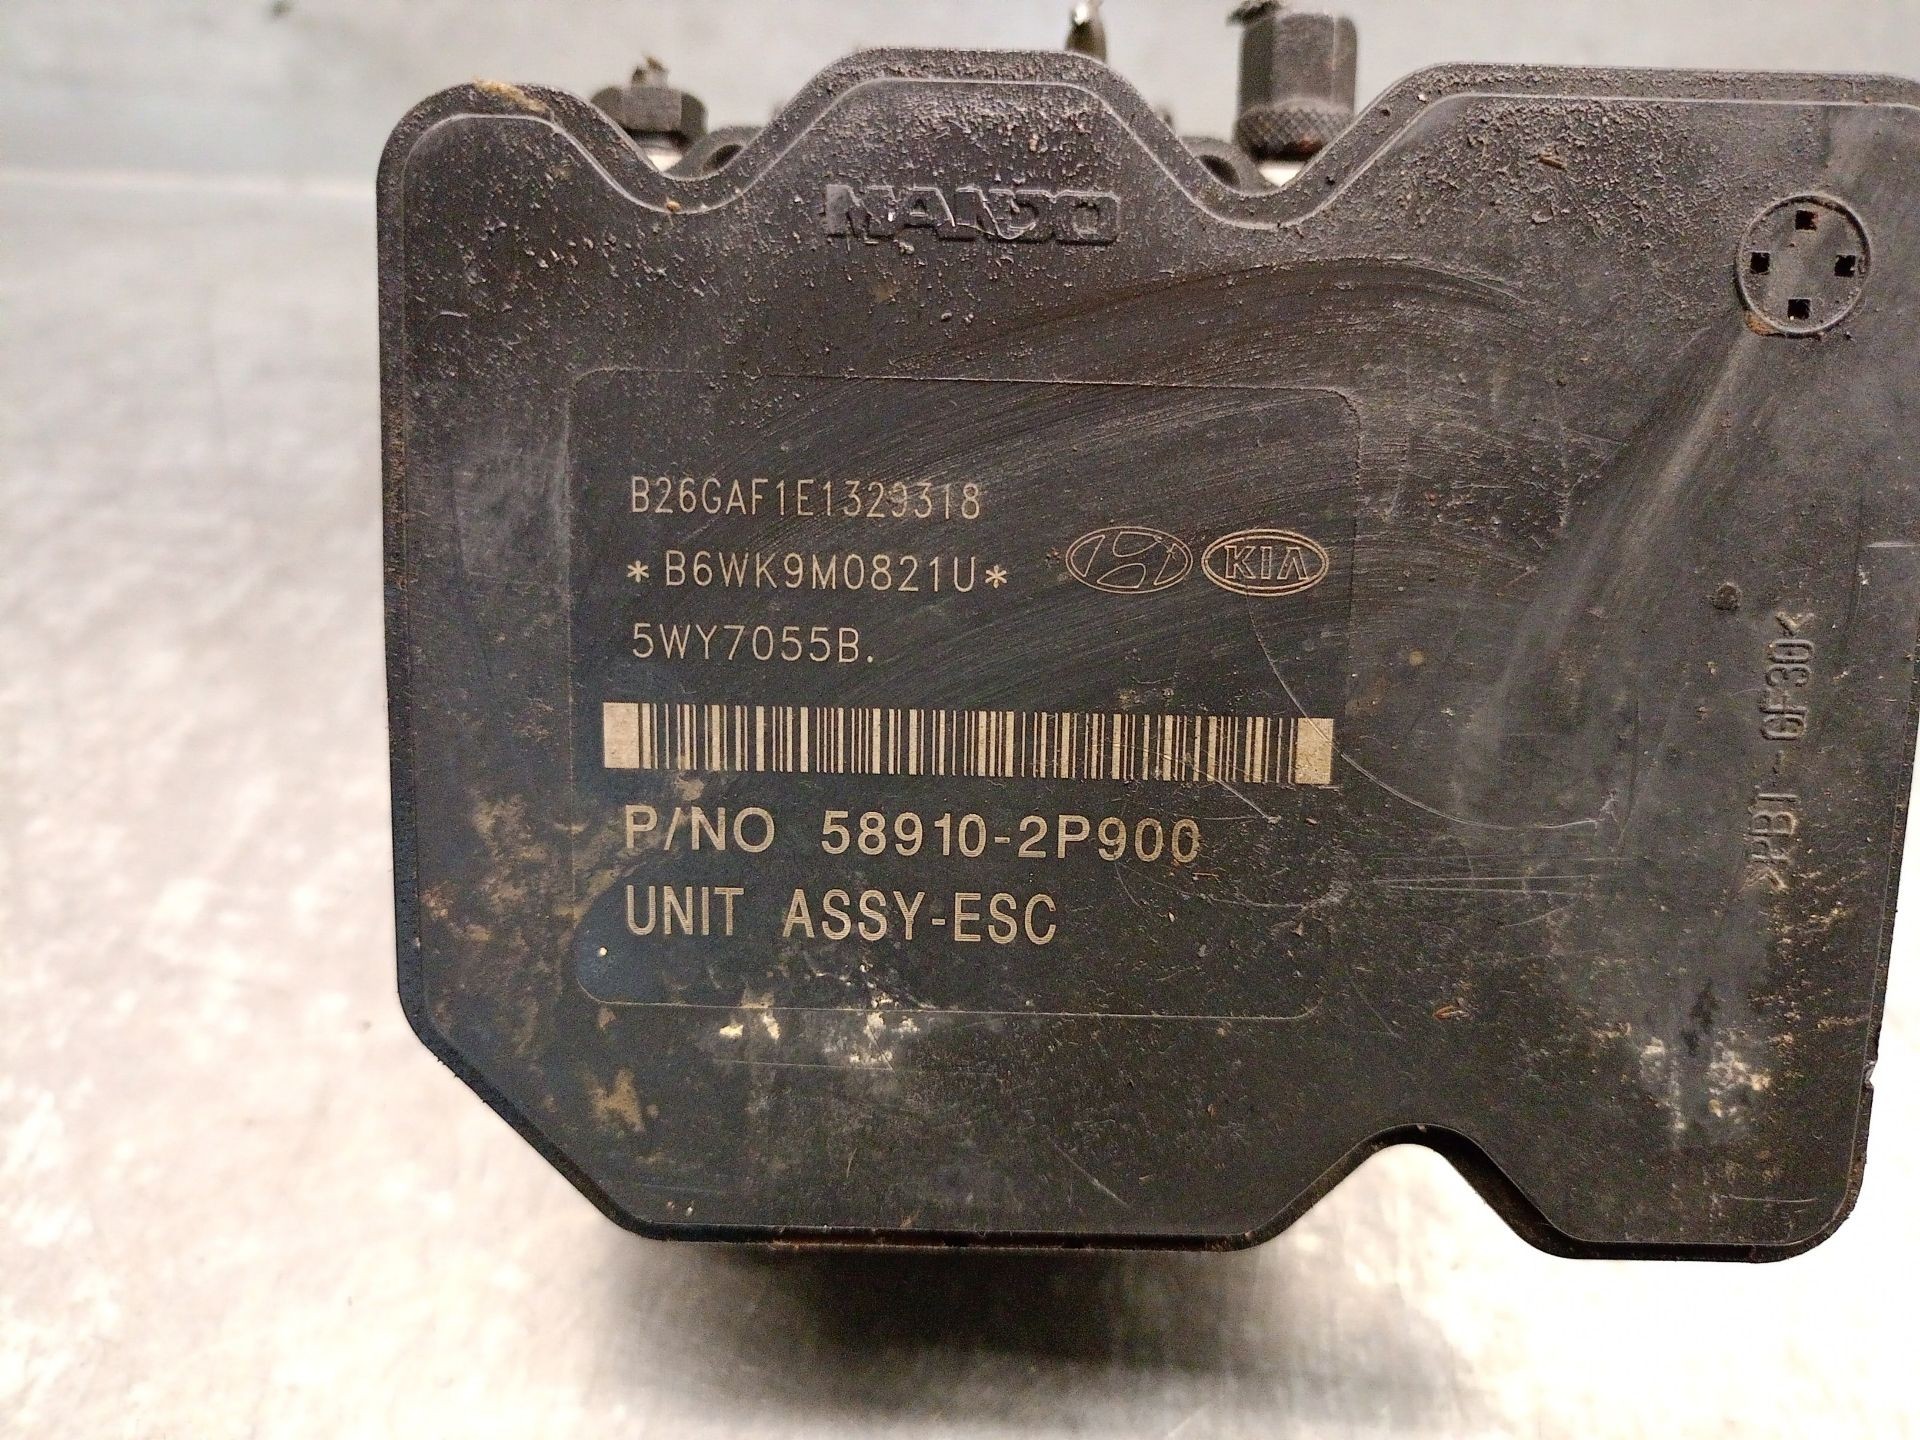 MANDO
B26GAF1E1329318
*B6WK9M0821U*
KIA
5WY7055B.
P/NO 58910-2P900
UNIT ASSY-ESC
>PBT-GF30<